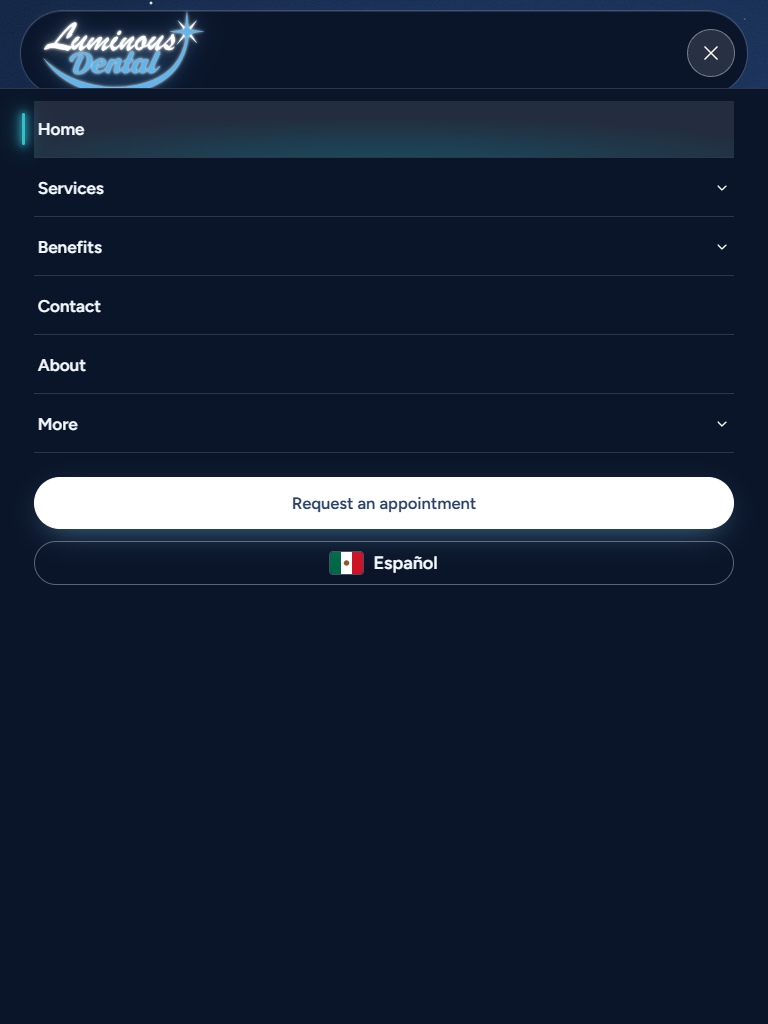 Luminous
Dental
Home
Services
Benefits
Contact
About
More
Request an appointment
Español